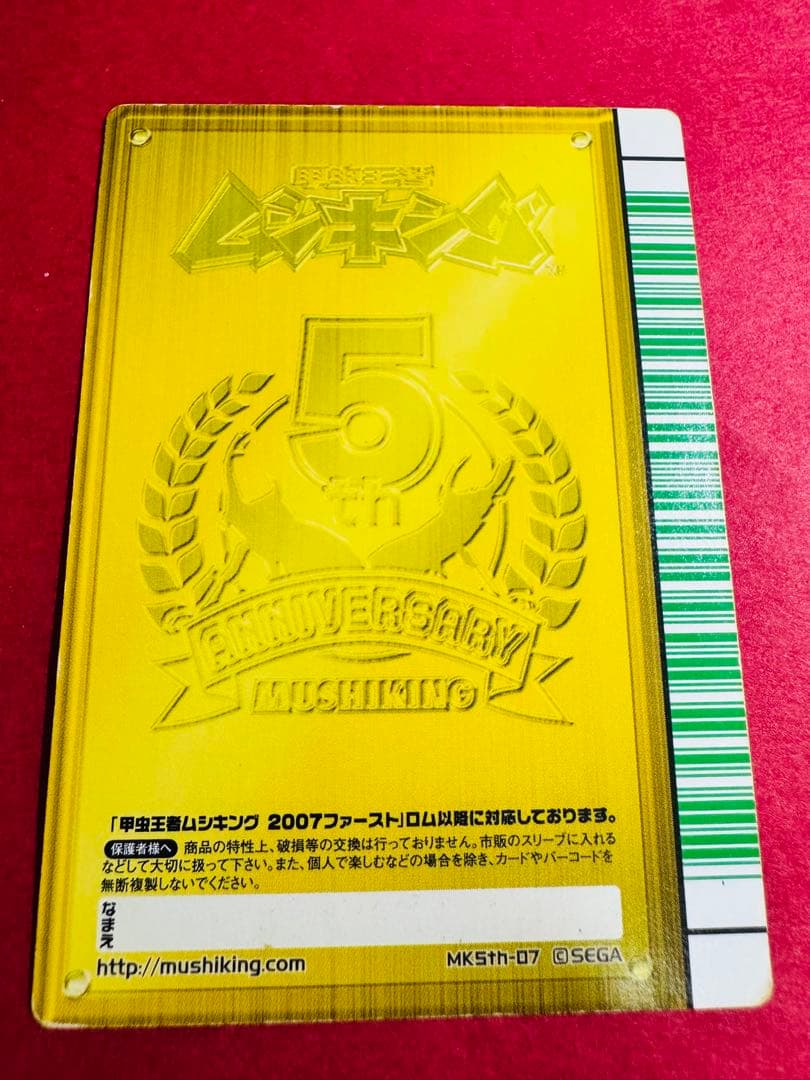 甲虫王者
ムシキング
TM
5th
ANNIVERSARY
MUSHIKING
「甲虫王者ムシキング 2007ファースト」ロム以降に対応しております。
保護者様へ 商品の特性上、破損等の交換は行っておりません。市販のスリーブに入れる
などして大切に扱って下さい。また、個人で楽しむなどの場合を除き、カードやバーコードを
無断複製しないでください。
なまえ
http://mushiking.com MK5th-07 ©SEGA